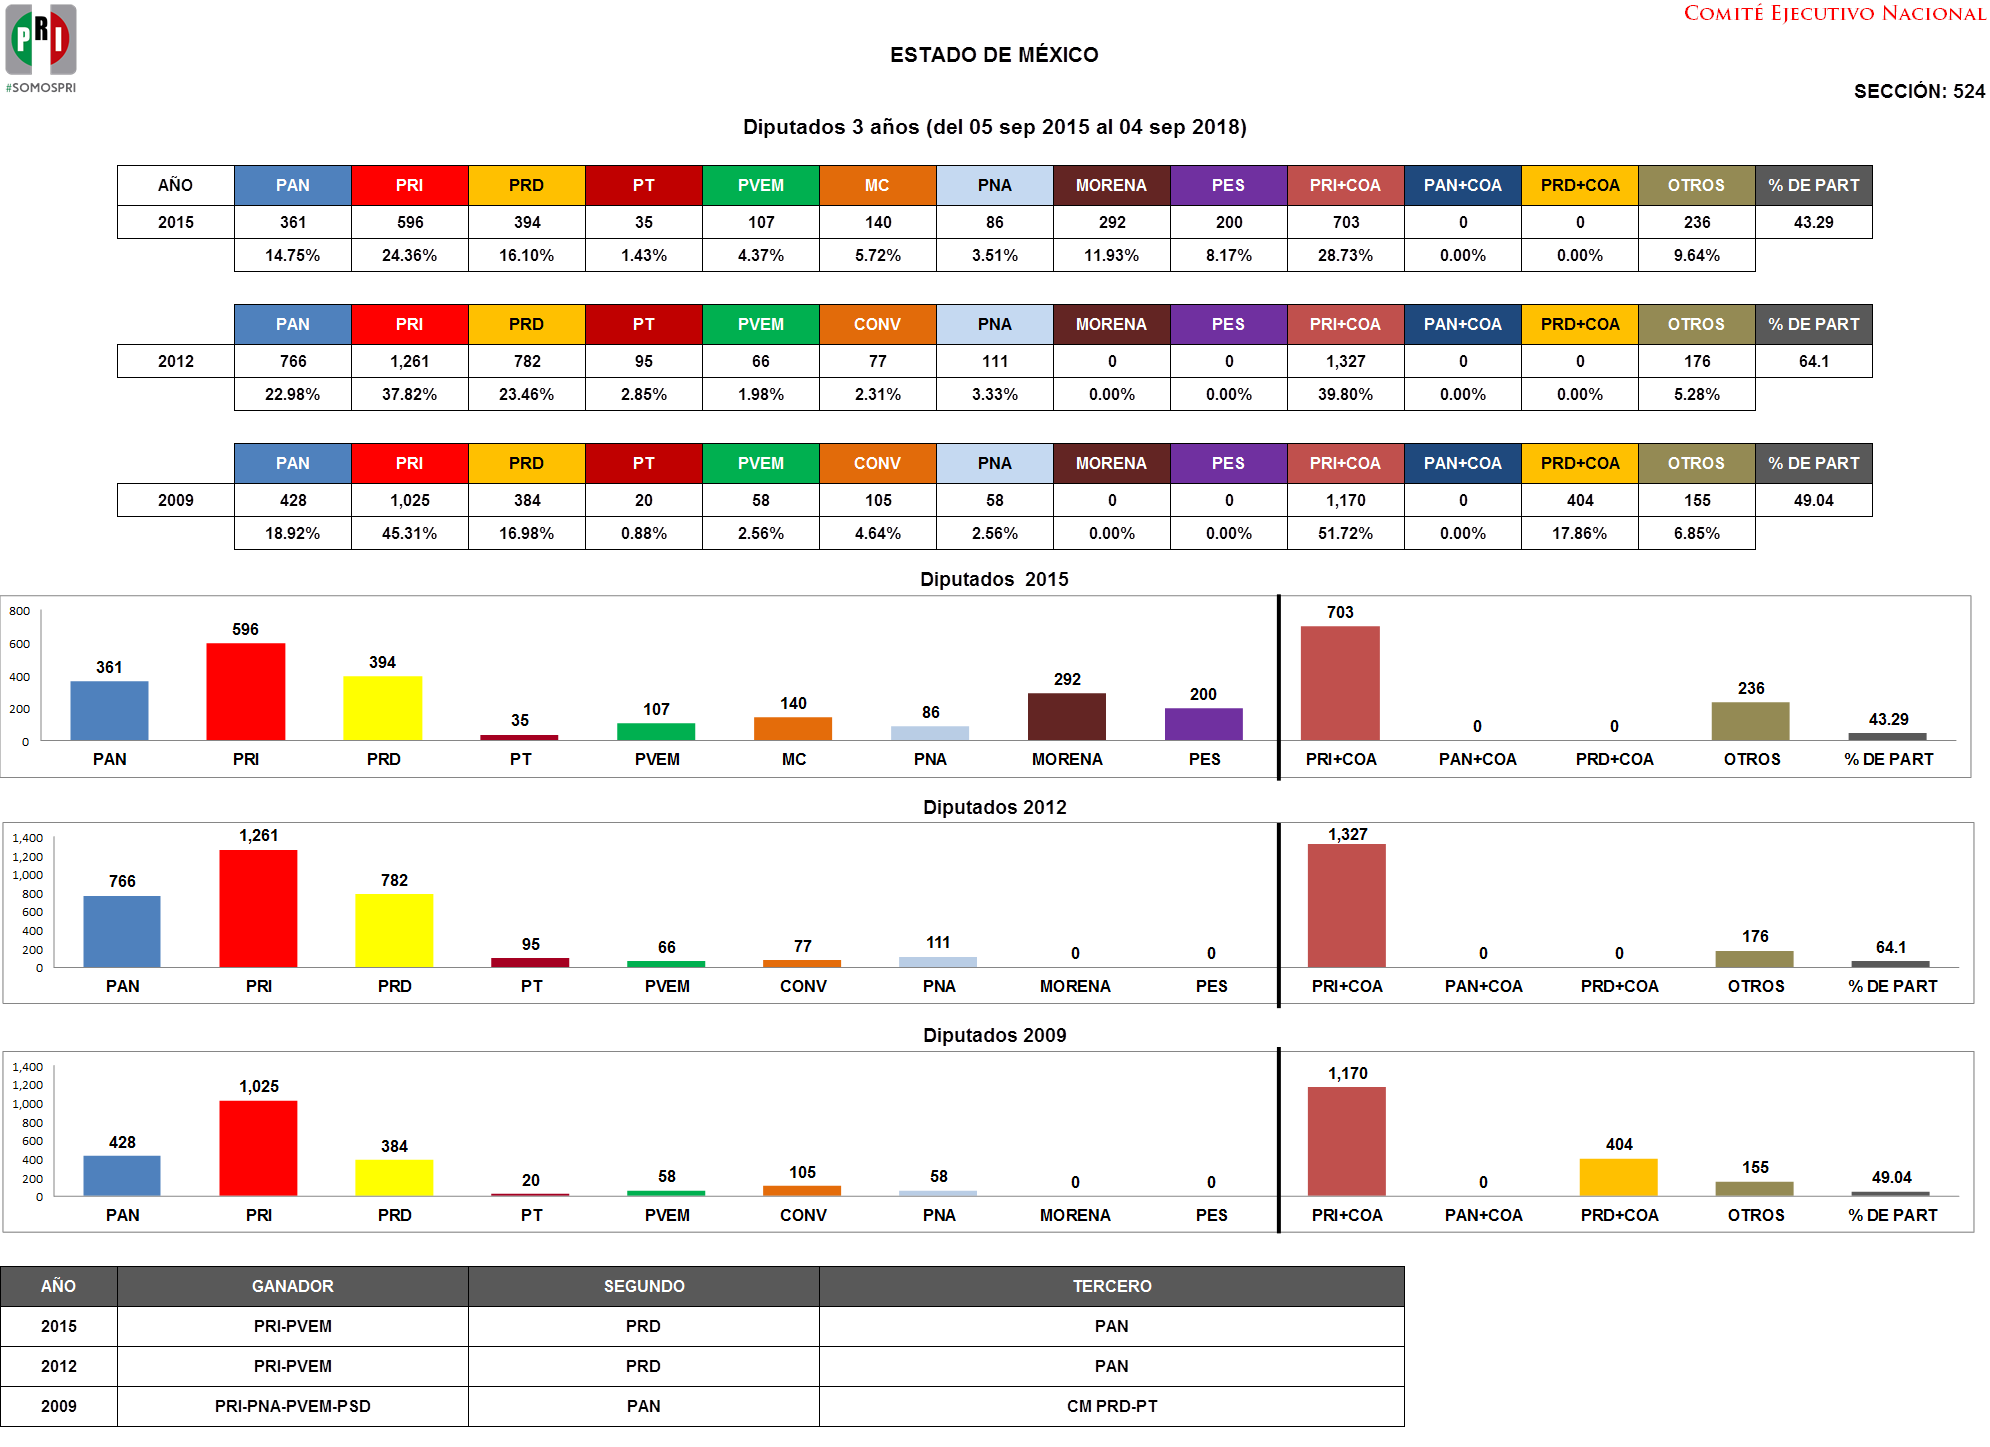 PRI
#SOMOSPRI
COMITÉ EJECUTIVO NACIONAL
ESTADO DE MÉXICO
SECCIÓN: 524
Diputados 3 años (del 05 sep 2015 al 04 sep 2018)
AÑO PAN PRI PRD PT PVEM MC PNA MORENA PES PRI+COA PAN+COA PRD+COA OTROS % DE PART
2015 361 596 394 35 107 140 86 292 200 703 0 0 236 43.29
14.75% 24.36% 16.10% 1.43% 4.37% 5.72% 3.51% 11.93% 8.17% 28.73% 0.00% 0.00% 9.64%
PAN PRI PRD PT PVEM CONV PNA MORENA PES PRI+COA PAN+COA PRD+COA OTROS % DE PART
2012 766 1,261 782 95 66 77 111 0 0 1,327 0 0 176 64.1
22.98% 37.82% 23.46% 2.85% 1.98% 2.31% 3.33% 0.00% 0.00% 39.80% 0.00% 0.00% 5.28%
PAN PRI PRD PT PVEM CONV PNA MORENA PES PRI+COA PAN+COA PRD+COA OTROS % DE PART
2009 428 1,025 384 20 58 105 58 0 0 1,170 0 404 155 49.04
18.92% 45.31% 16.98% 0.88% 2.56% 4.64% 2.56% 0.00% 0.00% 51.72% 0.00% 17.86% 6.85%
Diputados 2015
800
600
400
200
0
361 596 394 35 107 140 86 292 200 703 0 0 236 43.29
PAN PRI PRD PT PVEM MC PNA MORENA PES PRI+COA PAN+COA PRD+COA OTROS % DE PART
Diputados 2012
1,400
1,200
1,000
800
600
400
200
0
766 1,261 782 95 66 77 111 0 0 1,327 0 0 176 64.1
PAN PRI PRD PT PVEM CONV PNA MORENA PES PRI+COA PAN+COA PRD+COA OTROS % DE PART
Diputados 2009
1,400
1,200
1,000
800
600
400
200
0
428 1,025 384 20 58 105 58 0 0 1,170 0 404 155 49.04
PAN PRI PRD PT PVEM CONV PNA MORENA PES PRI+COA PAN+COA PRD+COA OTROS % DE PART
AÑO GANADOR SEGUNDO TERCERO
2015 PRI-PVEM PRD PAN
2012 PRI-PVEM PRD PAN
2009 PRI-PNA-PVEM-PSD PAN CM PRD-PT